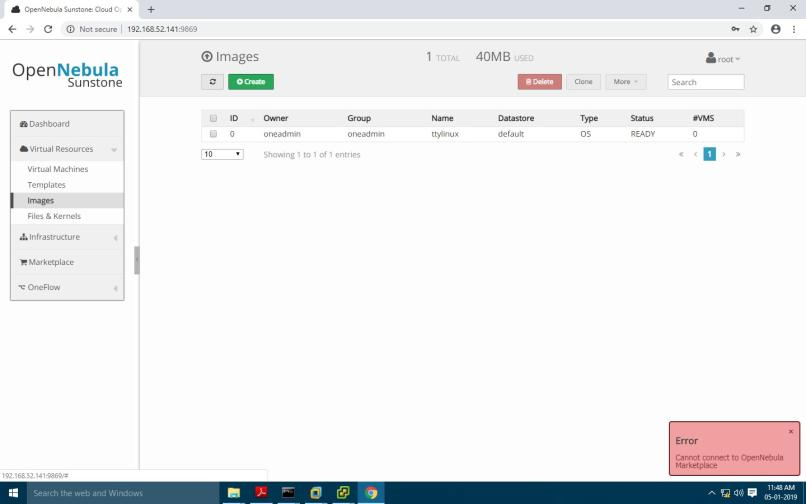 OpenNebula Sunstone: Cloud Op
Not secure | 192.168.52.141:9869
OpenNebula
Sunstone
Images
1 TOTAL 40MB USED
root
Create
Delete
Clone
More
Search
Dashboard
Virtual Resources
Virtual Machines
Templates
Images
Files & Kernels
Infrastructure
Marketplace
OneFlow
ID Owner Group Name Datastore Type Status #VMS
0 oneadmin oneadmin ttylinux default OS READY 0
10 Showing 1 to 1 of 1 entries
« ‹ 1 › »
Error
Cannot connect to OpenNebula
Marketplace
192.168.52.141:9869/#
Search the web and Windows
11:48 AM
05-01-2019